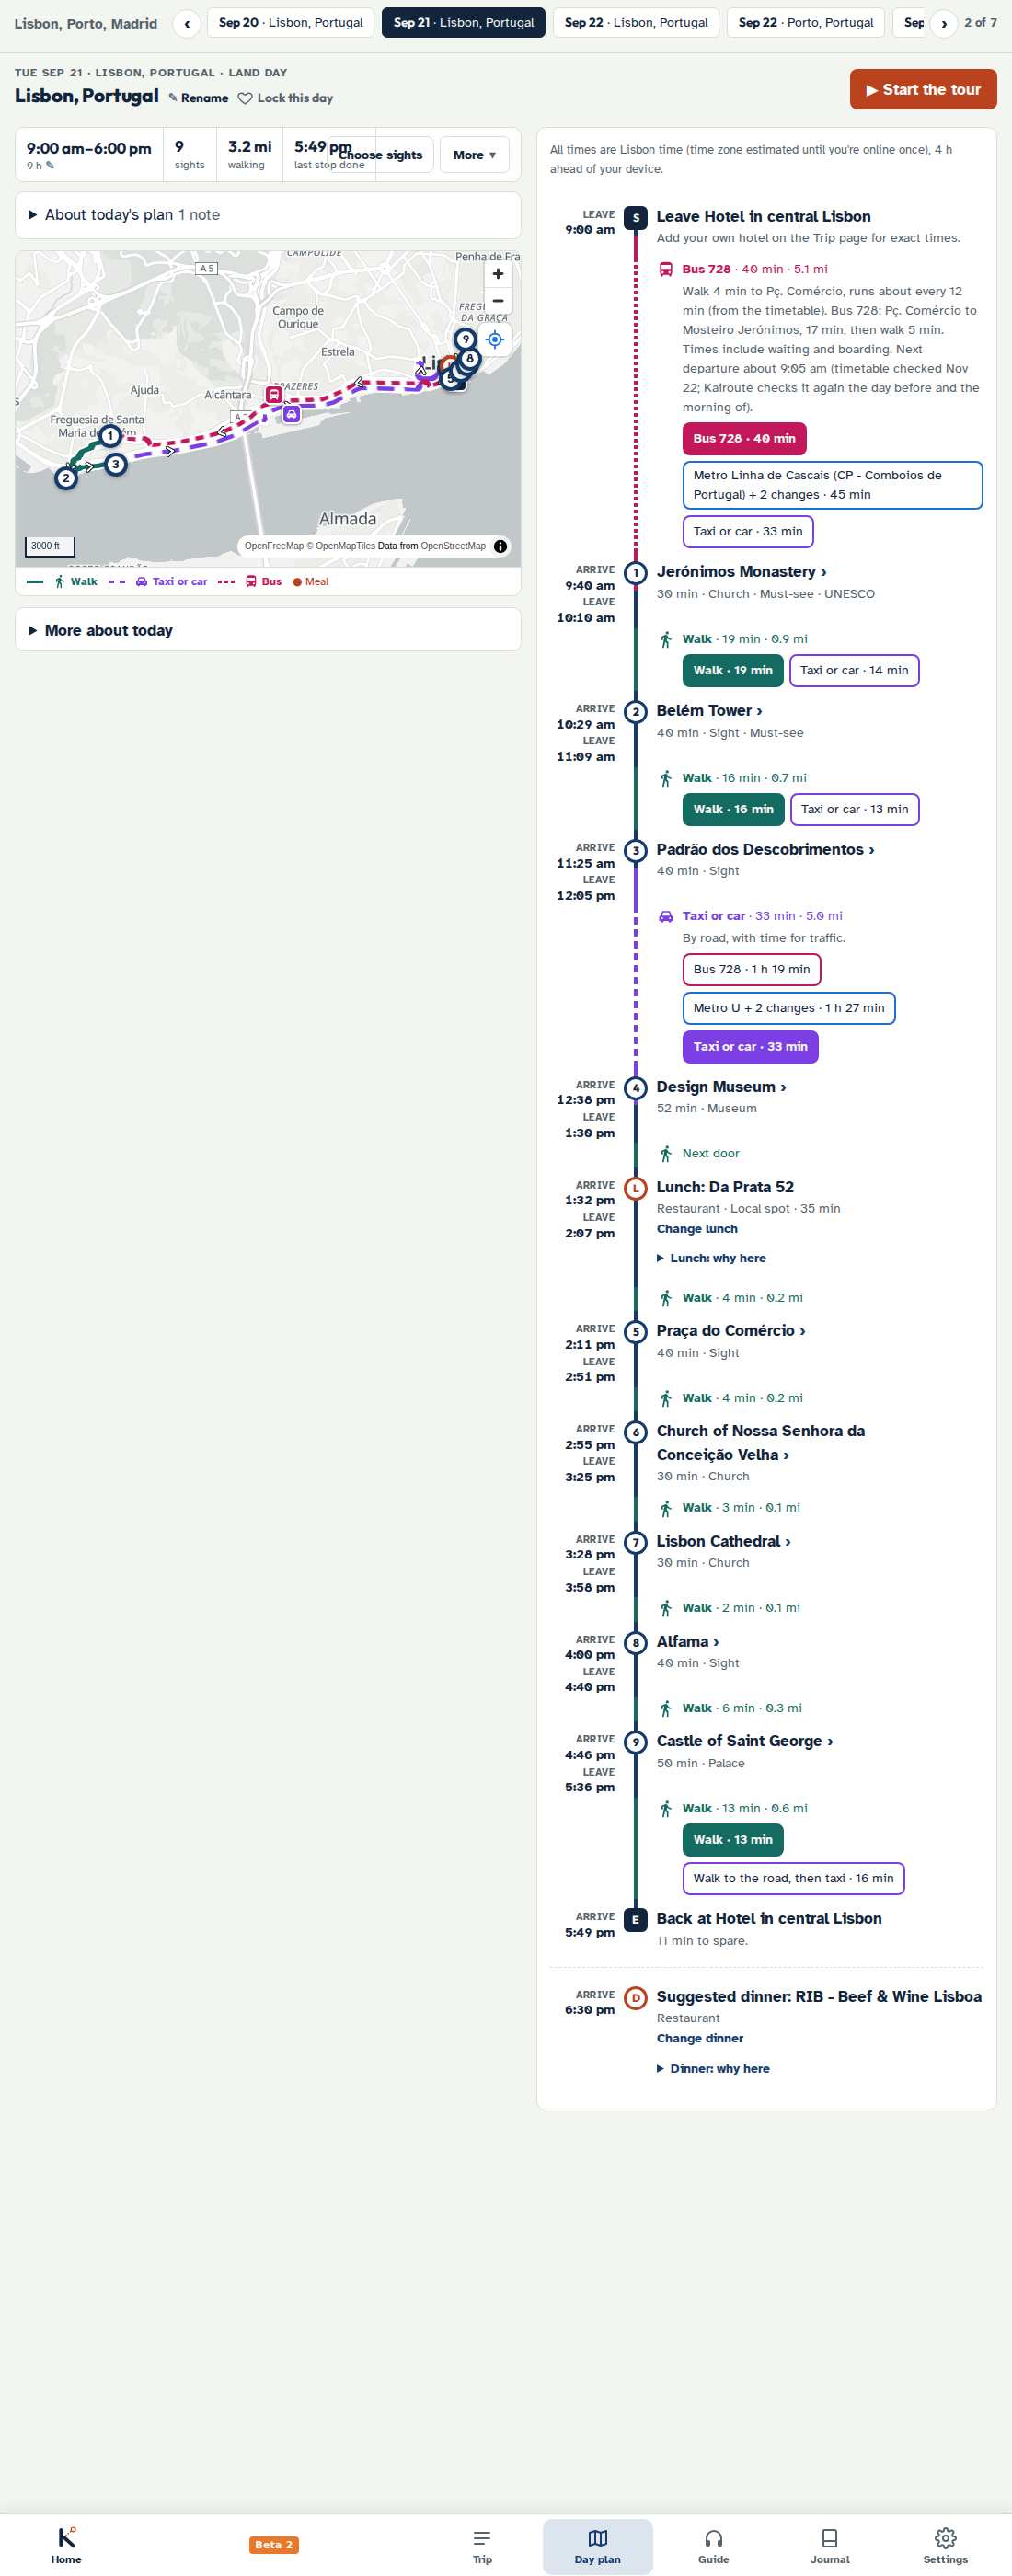 Lisbon, Porto, Madrid
‹
Sep 20 · Lisbon, Portugal
Sep 21 · Lisbon, Portugal
Sep 22 · Lisbon, Portugal
Sep 22 · Porto, Portugal
Sep
›
2 of 7
TUE SEP 21 · LISBON, PORTUGAL · LAND DAY
Lisbon, Portugal
✎ Rename
Lock this day
▶ Start the tour
9:00 am–6:00 pm
9 h ✎
9
sights
3.2 mi
walking
5:49 pm
last stop done
Choose sights
More ▼
▶ About today's plan 1 note
CAMPOLIDE
A 5
Penha de Fra
Campo de
Ourique
DA GRAÇA
Estrela
Ajuda
Alcântara
Freguesia de Santa
Almada
+
−
1
2
3
5
8
9
3000 ft
OpenFreeMap © OpenMapTiles Data from OpenStreetMap
Walk
Taxi or car
Bus
Meal
▶ More about today
All times are Lisbon time (time zone estimated until you're online once), 4 h
ahead of your device.
LEAVE
9:00 am
S
Leave Hotel in central Lisbon
Add your own hotel on the Trip page for exact times.
Bus 728 · 40 min · 5.1 mi
Walk 4 min to Pç. Comércio, runs about every 12
min (from the timetable). Bus 728: Pç. Comércio to
Mosteiro Jerónimos, 17 min, then walk 5 min.
Times include waiting and boarding. Next
departure about 9:05 am (timetable checked Nov
22; Kairoute checks it again the day before and the
morning of).
Bus 728 · 40 min
Metro Linha de Cascais (CP - Comboios de
Portugal) + 2 changes · 45 min
Taxi or car · 33 min
ARRIVE
9:40 am
LEAVE
10:10 am
1
Jerónimos Monastery ›
30 min · Church · Must-see · UNESCO
Walk · 19 min · 0.9 mi
Walk · 19 min
Taxi or car · 14 min
ARRIVE
10:29 am
LEAVE
11:09 am
2
Belém Tower ›
40 min · Sight · Must-see
Walk · 16 min · 0.7 mi
Walk · 16 min
Taxi or car · 13 min
ARRIVE
11:25 am
LEAVE
12:05 pm
3
Padrão dos Descobrimentos ›
40 min · Sight
Taxi or car · 33 min · 5.0 mi
By road, with time for traffic.
Bus 728 · 1 h 19 min
Metro U + 2 changes · 1 h 27 min
Taxi or car · 33 min
ARRIVE
12:38 pm
LEAVE
1:30 pm
4
Design Museum ›
52 min · Museum
Next door
ARRIVE
1:32 pm
LEAVE
2:07 pm
L
Lunch: Da Prata 52
Restaurant · Local spot · 35 min
Change lunch
▶ Lunch: why here
Walk · 4 min · 0.2 mi
ARRIVE
2:11 pm
LEAVE
2:51 pm
5
Praça do Comércio ›
40 min · Sight
Walk · 4 min · 0.2 mi
ARRIVE
2:55 pm
LEAVE
3:25 pm
6
Church of Nossa Senhora da
Conceição Velha ›
30 min · Church
Walk · 3 min · 0.1 mi
ARRIVE
3:28 pm
LEAVE
3:58 pm
7
Lisbon Cathedral ›
30 min · Church
Walk · 2 min · 0.1 mi
ARRIVE
4:00 pm
LEAVE
4:40 pm
8
Alfama ›
40 min · Sight
Walk · 6 min · 0.3 mi
ARRIVE
4:46 pm
LEAVE
5:36 pm
9
Castle of Saint George ›
50 min · Palace
Walk · 13 min · 0.6 mi
Walk · 13 min
Walk to the road, then taxi · 16 min
ARRIVE
5:49 pm
E
Back at Hotel in central Lisbon
11 min to spare.
ARRIVE
6:30 pm
D
Suggested dinner: RIB - Beef & Wine Lisboa
Restaurant
Change dinner
▶ Dinner: why here
Home
Beta 2
Trip
Day plan
Guide
Journal
Settings